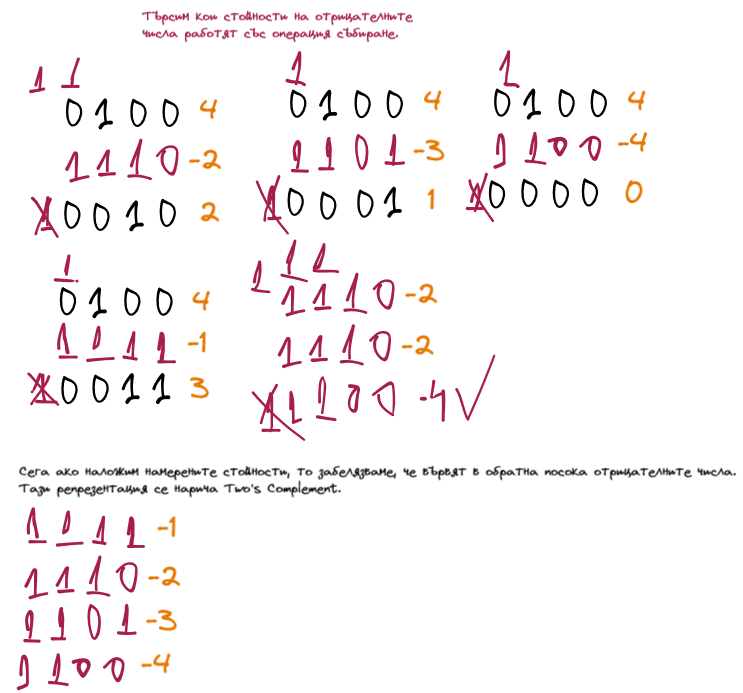 Търсим кои стойности на отрицателните
числа работят със операция събиране.
1 1
0 1 0 0 4
1 1 1 0 -2
1 0 0 1 0 2
1
0 1 0 0 4
1 1 0 1 -3
1 0 0 0 1 1
1
0 1 0 0 4
1 1 0 0 -4
1 0 0 0 0 0
1
0 1 0 0 4
1 1 1 1 -1
1 0 0 1 1 3
1 1 1
1 1 1 0 -2
1 1 1 0 -2
1 1 1 0 0 -4 ✓
Сега ако наложим намерените стойности, то забелязваме, че вървят в обратна посока отрицателните числа.
Тази репрезентация се нарича Two's Complement.
1 1 1 1 -1
1 1 1 0 -2
1 1 0 1 -3
1 1 0 0 -4